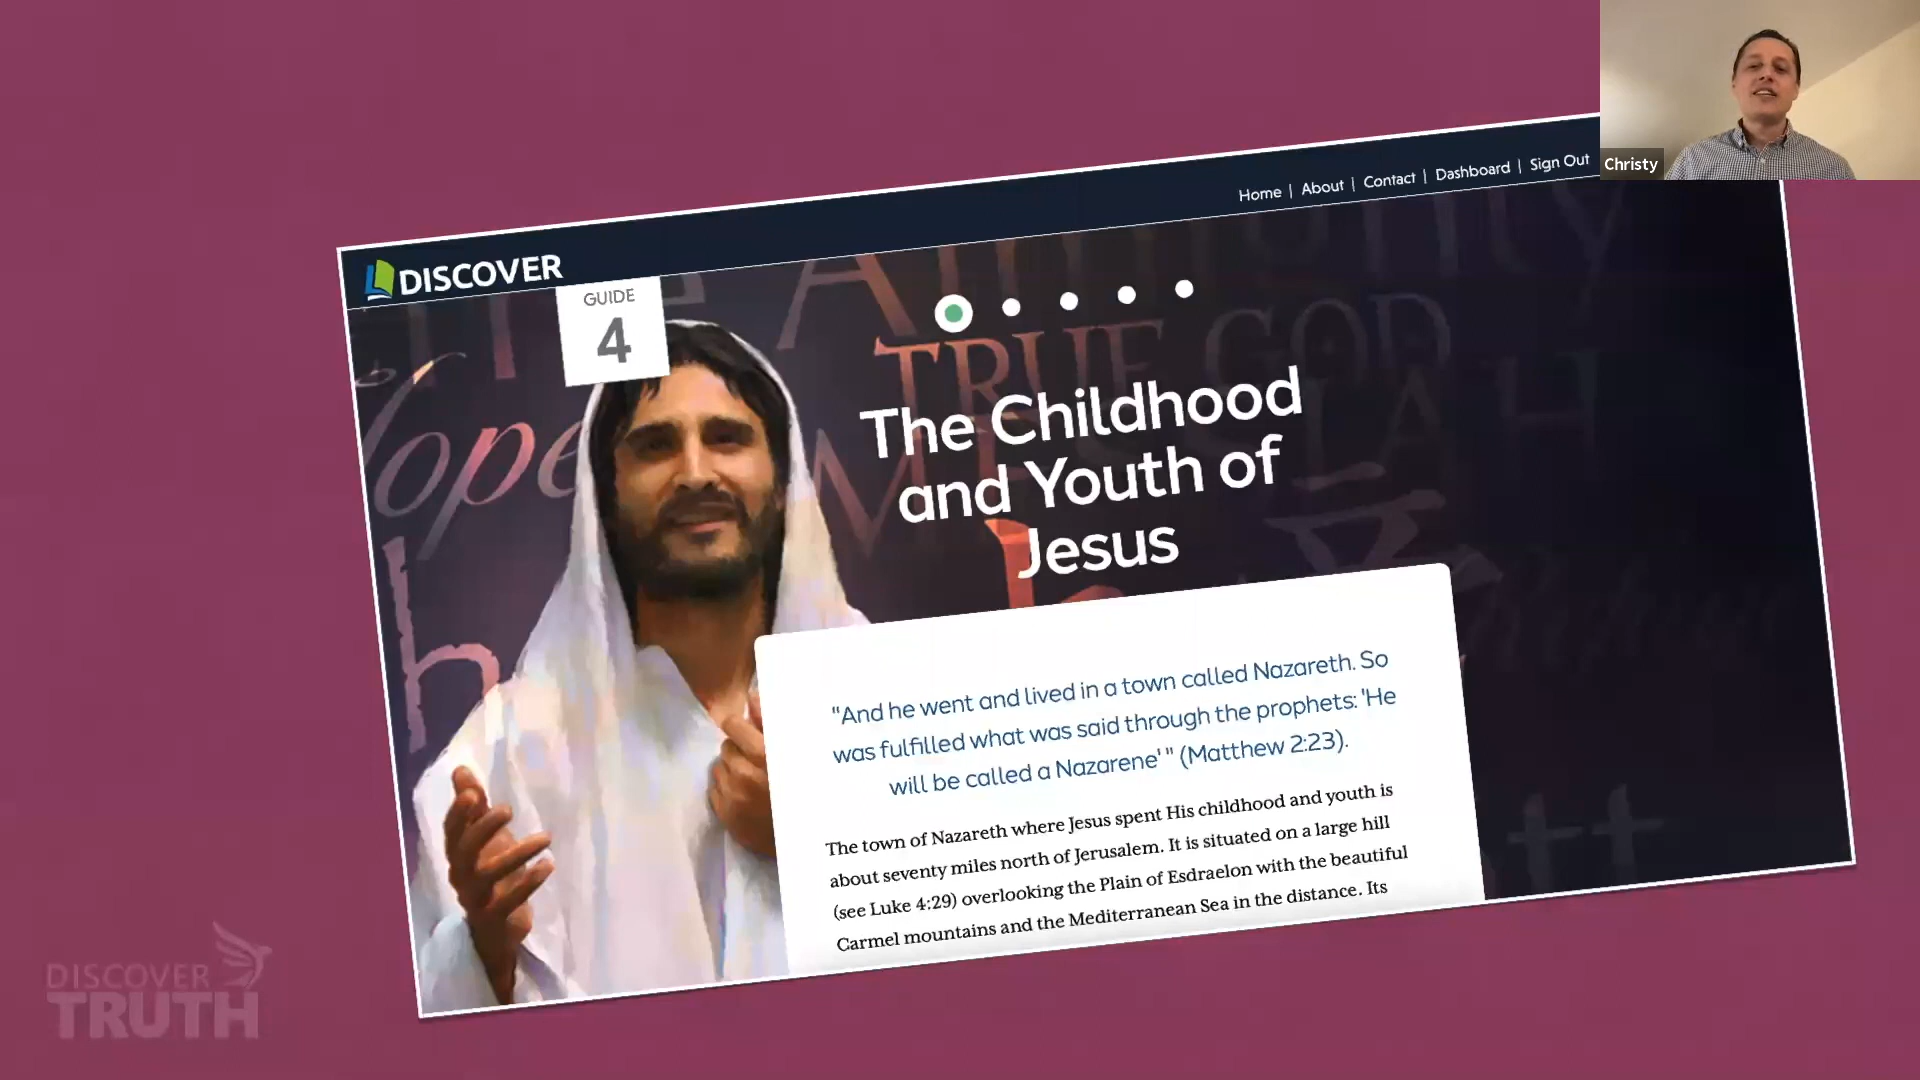 Christy
Home | About | Contact | Dashboard | Sign Out
DISCOVER
GUIDE
4
Hope
TRUE GOD
The Childhood
and Youth of
Jesus
"And he went and lived in a town called Nazareth. So
was fulfilled what was said through the prophets: 'He
will be called a Nazarene' " (Matthew 2:23).
The town of Nazareth where Jesus spent His childhood and youth is
about seventy miles north of Jerusalem. It is situated on a large hill
(see Luke 4:29) overlooking the Plain of Esdraelon with the beautiful
Carmel mountains and the Mediterranean Sea in the distance. Its
DISCOVER
TRUTH